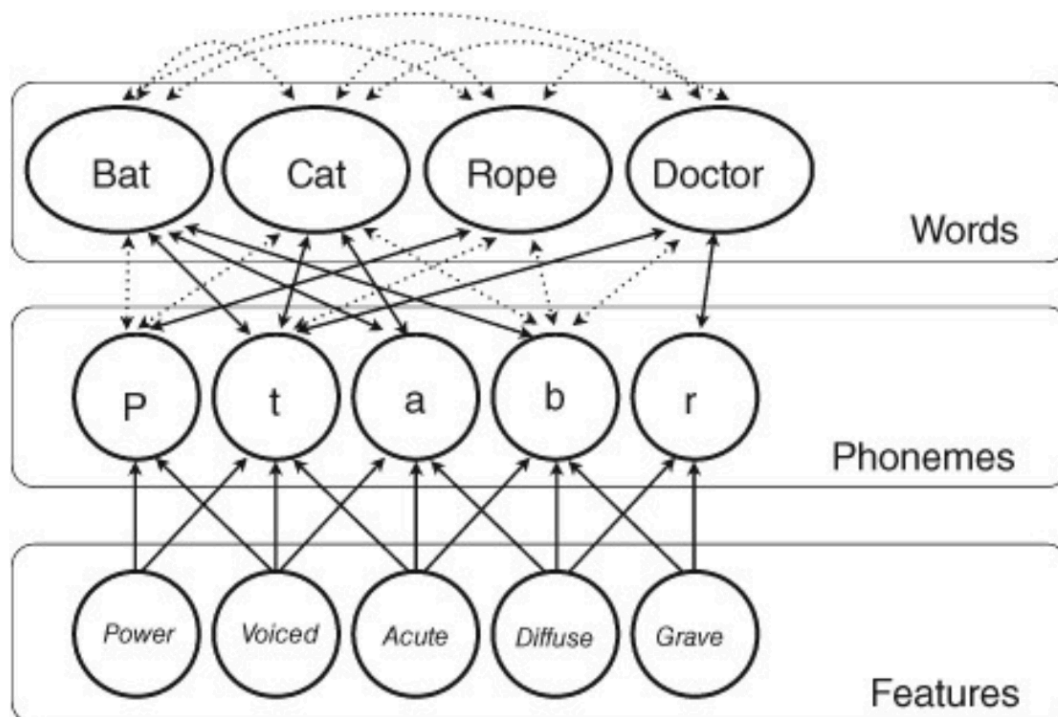 Bat Cat Rope Doctor
Words
P t a b r
Phonemes
Power Voiced Acute Diffuse Grave
Features